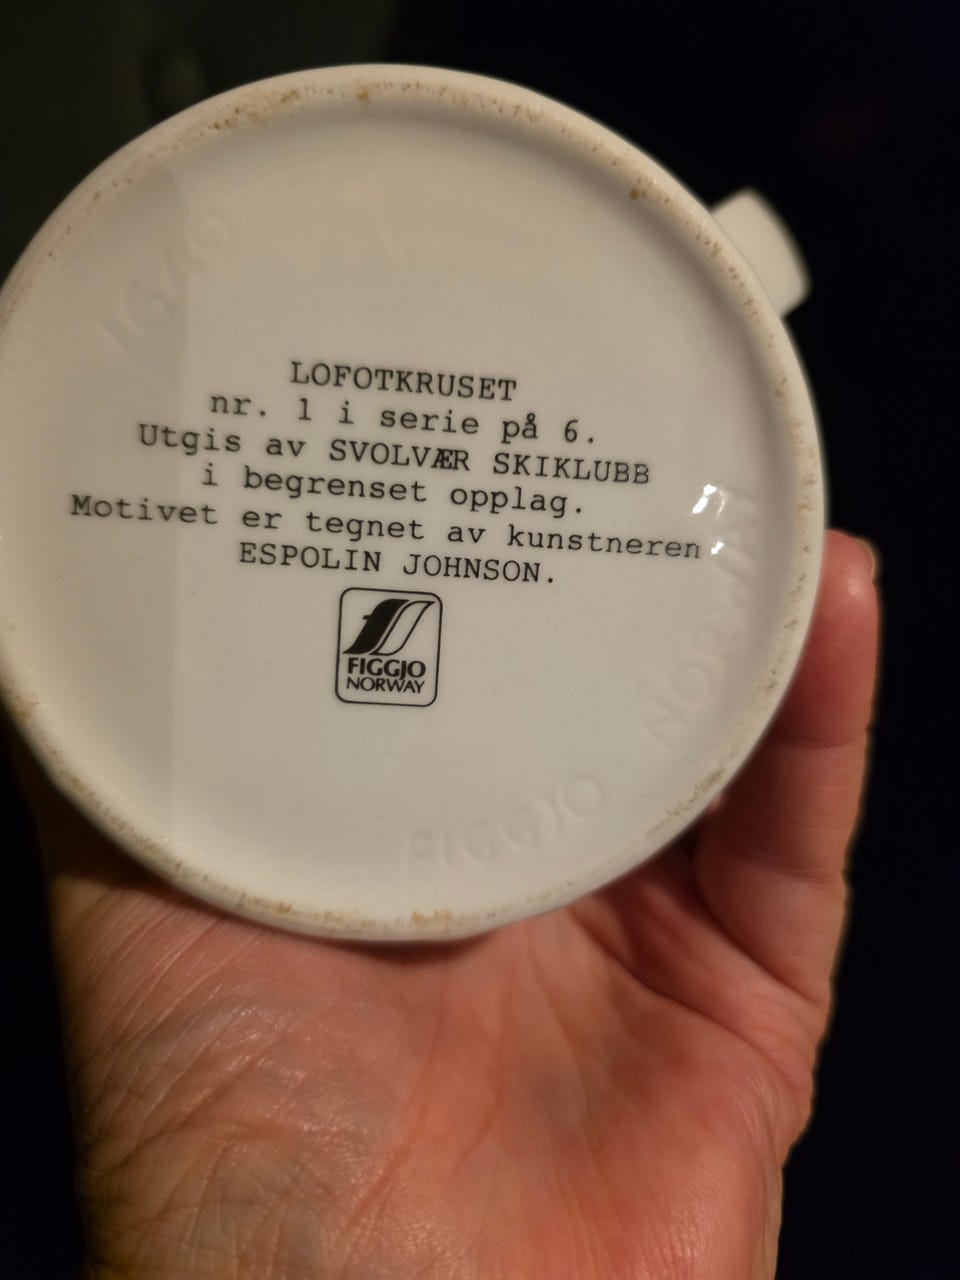 1640
LOFOTKRUSET
nr. 1 i serie på 6.
Utgis av SVOLVÆR SKIKLUBB
i begrenset opplag.
Motivet er tegnet av kunstneren
ESPOLIN JOHNSON.
FIGGJO
NORWAY
FIGGJO NORWAY